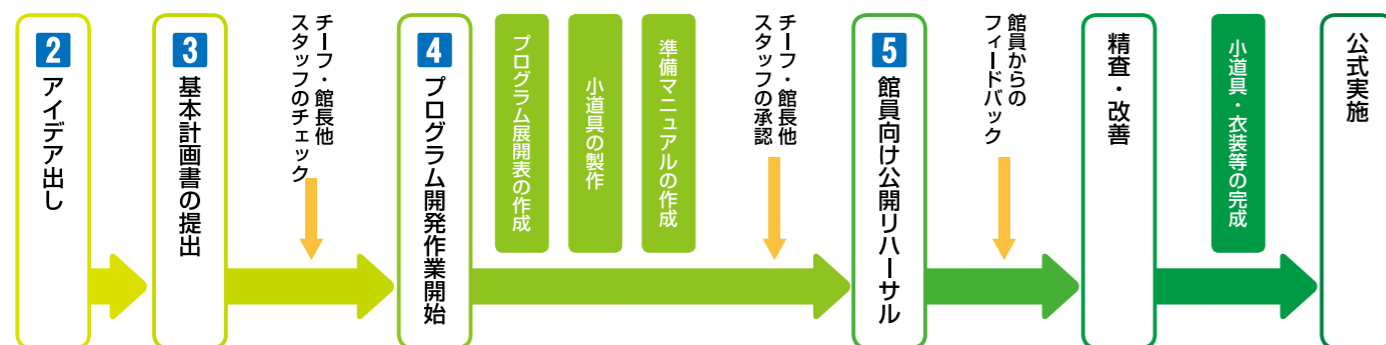 2
アイデア出し
3
基本計画書の提出
チーフ・館長他
スタッフのチェック
4
プログラム開発作業開始
プログラム展開表の作成
小道具の製作
準備マニュアルの作成
チーフ・館長他
スタッフの承認
5
館員向け公開リハーサル
館員からの
フィードバック
精査・改善
小道具・衣装等の完成
公式実施